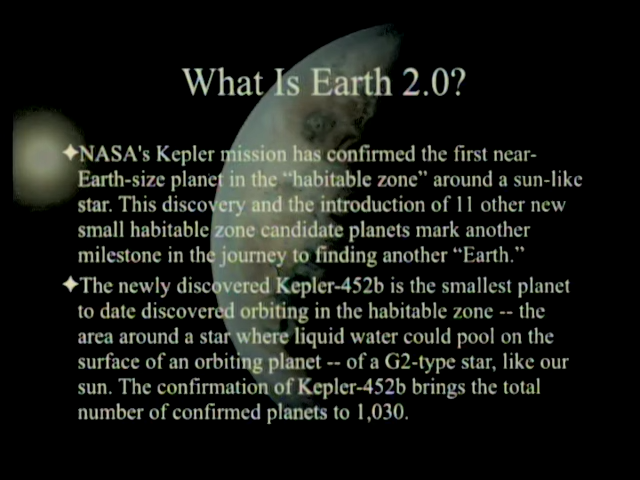 What Is Earth 2.0?
✦NASA's Kepler mission has confirmed the first near-
Earth-size planet in the “habitable zone” around a sun-like
star. This discovery and the introduction of 11 other new
small habitable zone candidate planets mark another
milestone in the journey to finding another “Earth.”
✦The newly discovered Kepler-452b is the smallest planet
to date discovered orbiting in the habitable zone -- the
area around a star where liquid water could pool on the
surface of an orbiting planet -- of a G2-type star, like our
sun. The confirmation of Kepler-452b brings the total
number of confirmed planets to 1,030.